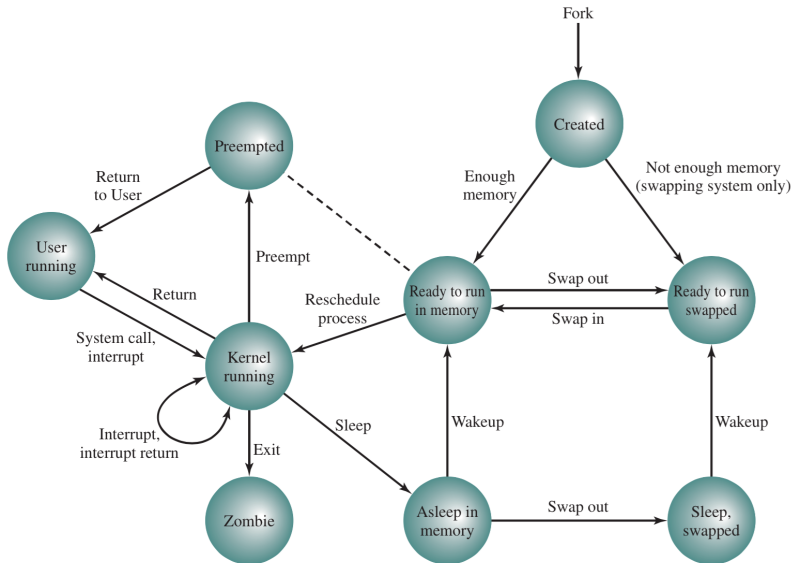 Fork
Created
Preempted
Return
to User
Enough
memory
Not enough memory
(swapping system only)
User
running
Preempt
Return
Reschedule
process
Ready to run
in memory
Swap out
Swap in
Ready to run
swapped
System call,
interrupt
Kernel
running
Interrupt,
interrupt return
Sleep
Wakeup
Wakeup
Exit
Zombie
Asleep in
memory
Swap out
Sleep,
swapped